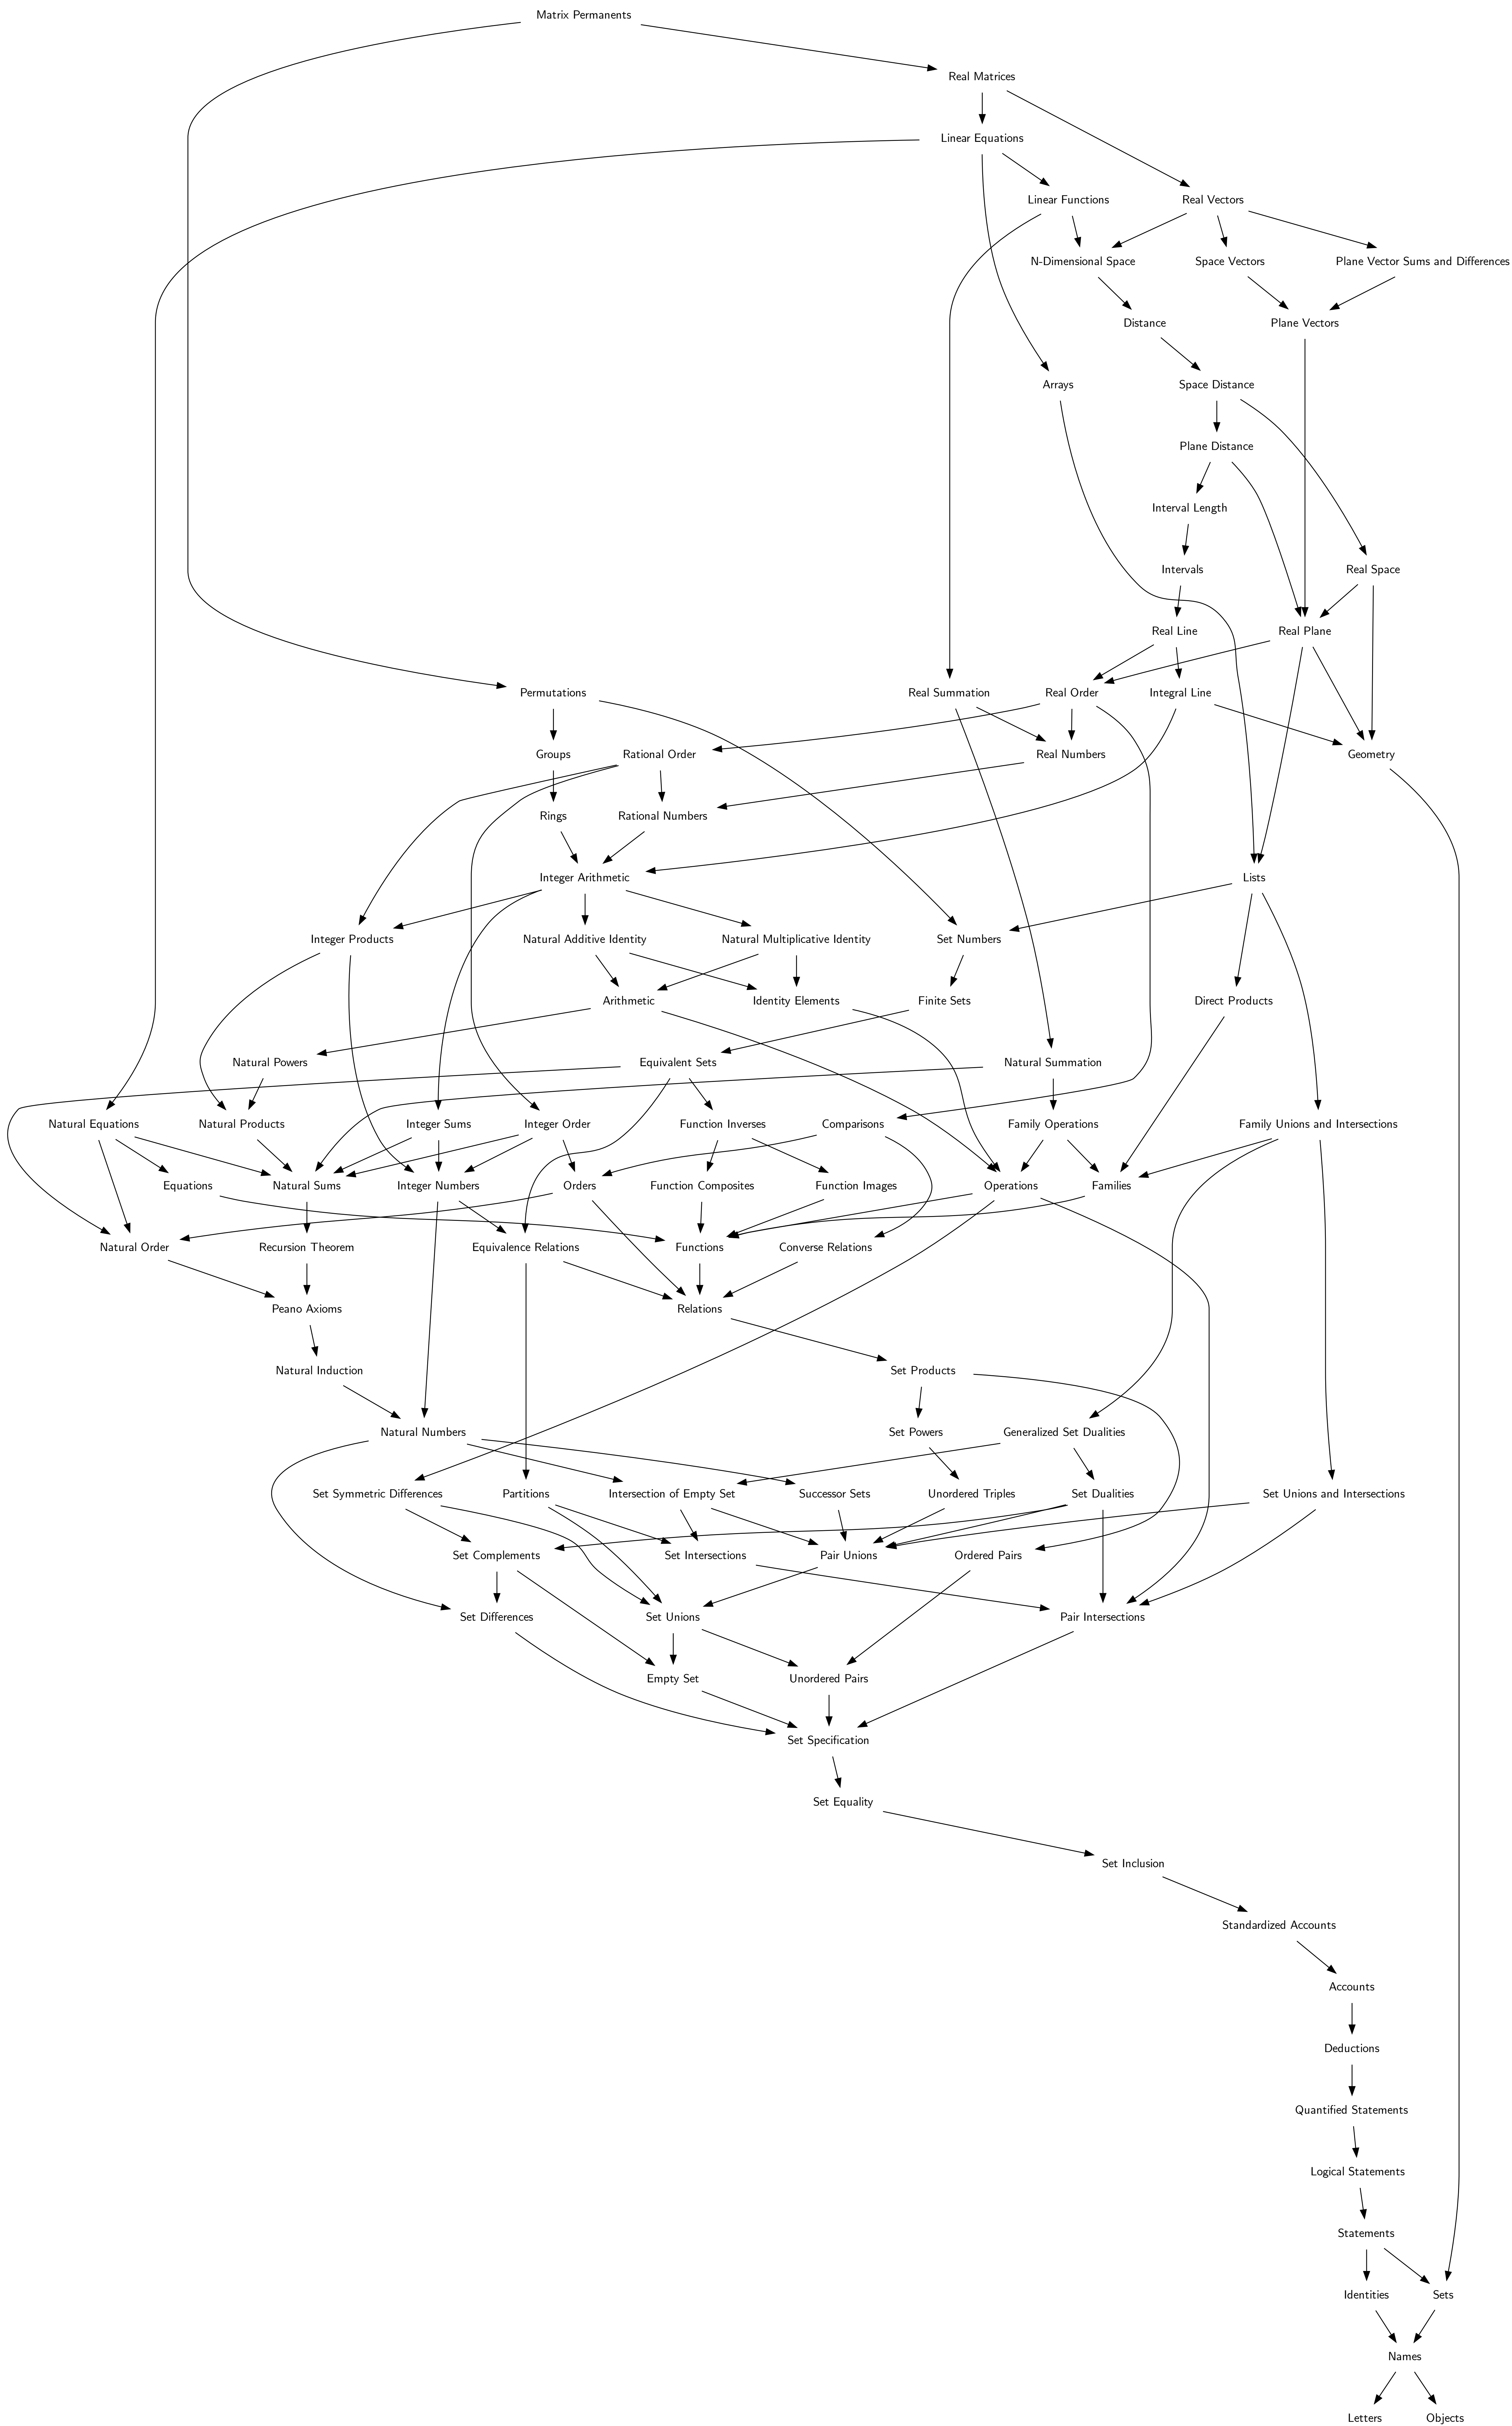 Matrix Permanents
Real Matrices
Linear Equations
Linear Functions
Real Vectors
N-Dimensional Space
Space Vectors
Plane Vector Sums and Differences
Distance
Plane Vectors
Arrays
Space Distance
Plane Distance
Interval Length
Intervals
Real Space
Real Line
Real Plane
Permutations
Real Summation
Real Order
Integral Line
Groups
Rational Order
Real Numbers
Geometry
Rings
Rational Numbers
Integer Arithmetic
Lists
Integer Products
Natural Additive Identity
Natural Multiplicative Identity
Set Numbers
Arithmetic
Identity Elements
Finite Sets
Direct Products
Natural Powers
Equivalent Sets
Natural Summation
Natural Equations
Natural Products
Integer Sums
Integer Order
Function Inverses
Comparisons
Family Operations
Family Unions and Intersections
Equations
Natural Sums
Integer Numbers
Orders
Function Composites
Function Images
Operations
Families
Natural Order
Recursion Theorem
Equivalence Relations
Functions
Converse Relations
Peano Axioms
Relations
Natural Induction
Set Products
Natural Numbers
Set Powers
Generalized Set Dualities
Set Symmetric Differences
Partitions
Intersection of Empty Set
Successor Sets
Unordered Triples
Set Dualities
Set Unions and Intersections
Set Complements
Set Intersections
Pair Unions
Ordered Pairs
Set Differences
Set Unions
Pair Intersections
Empty Set
Unordered Pairs
Set Specification
Set Equality
Set Inclusion
Standardized Accounts
Accounts
Deductions
Quantified Statements
Logical Statements
Statements
Identities
Sets
Names
Letters
Objects